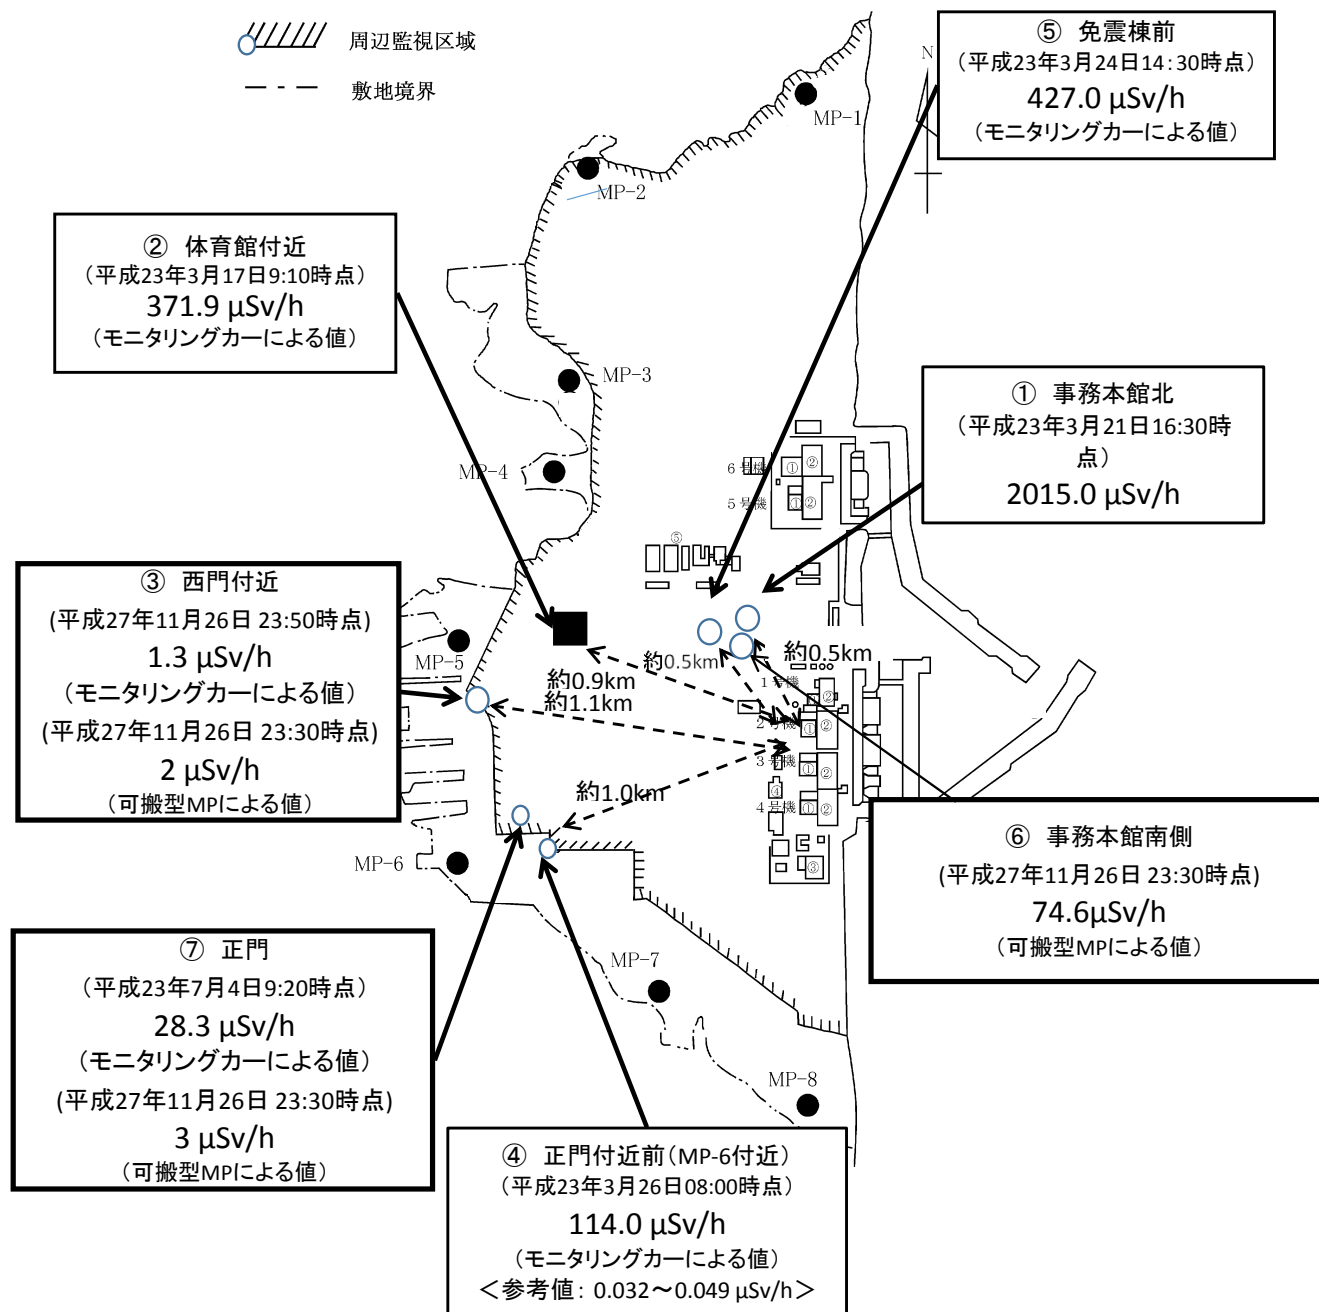 周辺監視区域
敷地境界
⑤ 免震棟前
（平成23年3月24日14:30時点）
427.0 μSv/h
（モニタリングカーによる値）
N
MP-1
MP-2
② 体育館付近
（平成23年3月17日9:10時点）
371.9 μSv/h
（モニタリングカーによる値）
MP-3
① 事務本館北
（平成23年3月21日16:30時
点）
2015.0 μSv/h
MP-4
6号機
① ②
5号機
① ②
⑤
③ 西門付近
(平成27年11月26日 23:50時点)
1.3 μSv/h
（モニタリングカーによる値）
(平成27年11月26日 23:30時点)
2 μSv/h
（可搬型MPによる値）
MP-5
約0.5km
約0.5km
約0.9km
約1.1km
1号機
②
2号機
① ②
3号機
① ②
約1.0km
④
4号機
① ②
③
MP-6
⑥ 事務本館南側
(平成27年11月26日 23:30時点)
74.6μSv/h
（可搬型MPによる値）
⑦ 正門
（平成23年7月4日9:20時点）
28.3 μSv/h
（モニタリングカーによる値）
(平成27年11月26日 23:30時点)
3 μSv/h
（可搬型MPによる値）
MP-7
MP-8
④ 正門付近前（MP-6付近）
（平成23年3月26日08:00時点）
114.0 μSv/h
（モニタリングカーによる値）
＜参考値： 0.032～0.049 μSv/h＞